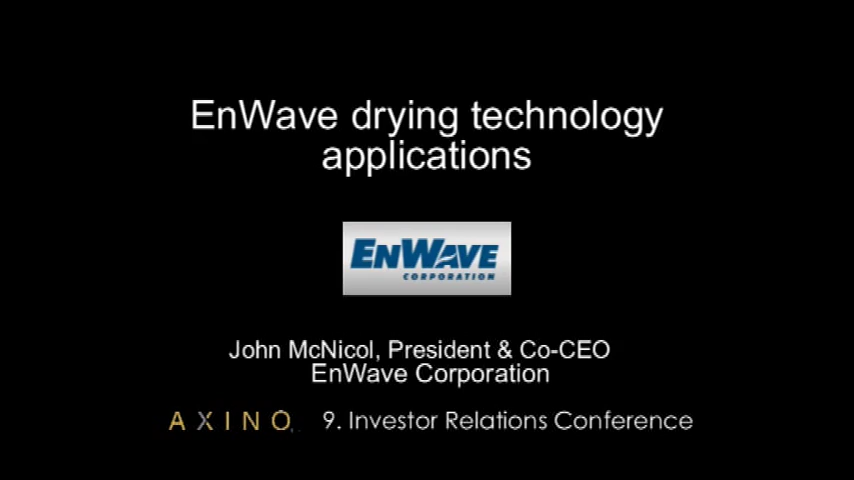 EnWave drying technology
applications
ENWAVE
CORPORATION
John McNicol, President & Co-CEO
EnWave Corporation
AXINO 9. Investor Relations Conference